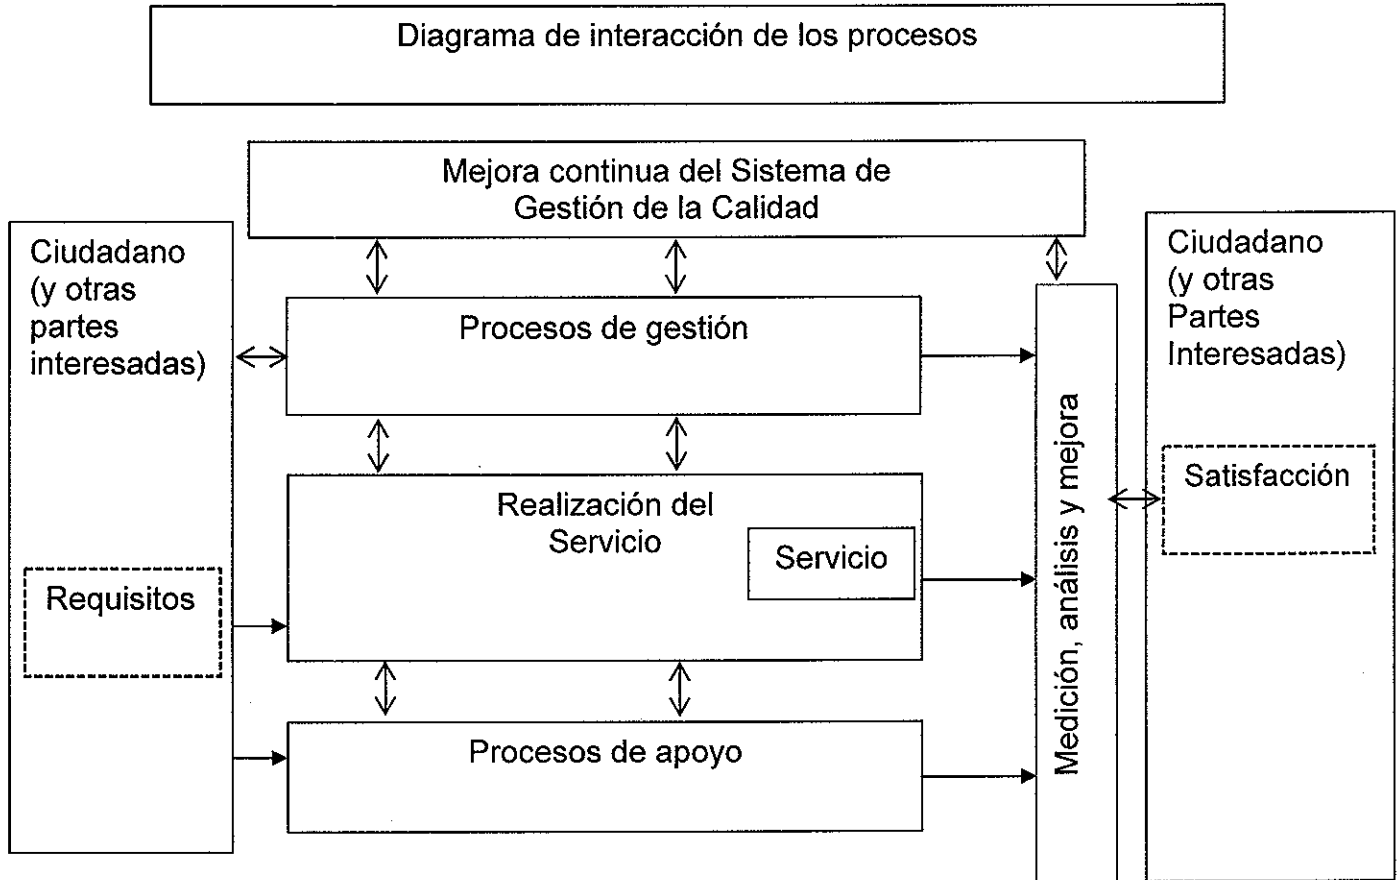 Diagrama de interacción de los procesos
Mejora continua del Sistema de
Gestión de la Calidad
Ciudadano
(y otras
partes
interesadas)
Requisitos
Procesos de gestión
Realización del
Servicio
Servicio
Procesos de apoyo
Medición, análisis y mejora
Ciudadano
(y otras
Partes
Interesadas)
Satisfacción